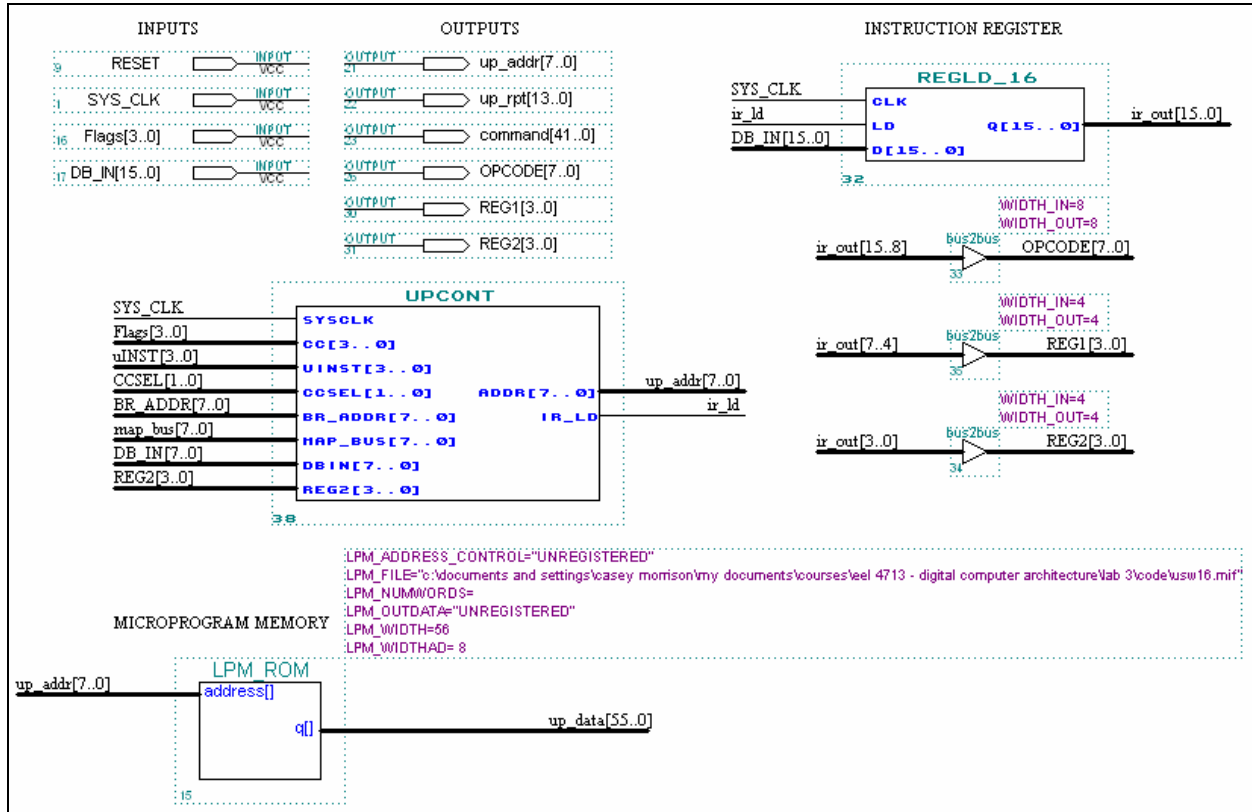 INPUTS
RESET INPUT VCC
9
SYS_CLK INPUT VCC
1
Flags[3..0] INPUT VCC
16
DB_IN[15..0] INPUT VCC
17
OUTPUTS
OUTPUT up_addr[7..0]
21
OUTPUT up_rpt[13..0]
22
OUTPUT command[41..0]
23
OUTPUT OPCODE[7..0]
OUTPUT REG1[3..0]
30
OUTPUT REG2[3..0]
31
INSTRUCTION REGISTER
REGLD_16
SYS_CLK CLK
ir_ld LD Q[15..0] ir_out[15..0]
DB_IN[15..0] D[15..0]
32
WIDTH_IN=8
WIDTH_OUT=8
ir_out[15..8] bus2bus OPCODE[7..0]
33
WIDTH_IN=4
WIDTH_OUT=4
ir_out[7..4] bus2bus REG1[3..0]
35
WIDTH_IN=4
WIDTH_OUT=4
ir_out[3..0] bus2bus REG2[3..0]
34
UPCONT
SYS_CLK SYSCLK
Flags[3..0] CC[3..0]
uINST[3..0] UINST[3..0]
CCSEL[1..0] CCSEL[1..0] ADDR[7..0] up_addr[7..0]
BR_ADDR[7..0] BR_ADDR[7..0] IR_LD ir_ld
map_bus[7..0] MAP_BUS[7..0]
DB_IN[7..0] DBIN[7..0]
REG2[3..0] REG2[3..0]
38
LPM_ADDRESS_CONTROL="UNREGISTERED"
LPM_FILE="c:\documents and settings\casey morrison\my documents\courses\eel 4713 - digital computer architecture\lab 3\code\usw16.mif"
LPM_NUMWORDS=
LPM_OUTDATA="UNREGISTERED"
LPM_WIDTH=56
LPM_WIDTHAD= 8
MICROPROGRAM MEMORY
LPM_ROM
up_addr[7..0] address[]
q[] up_data[55..0]
15